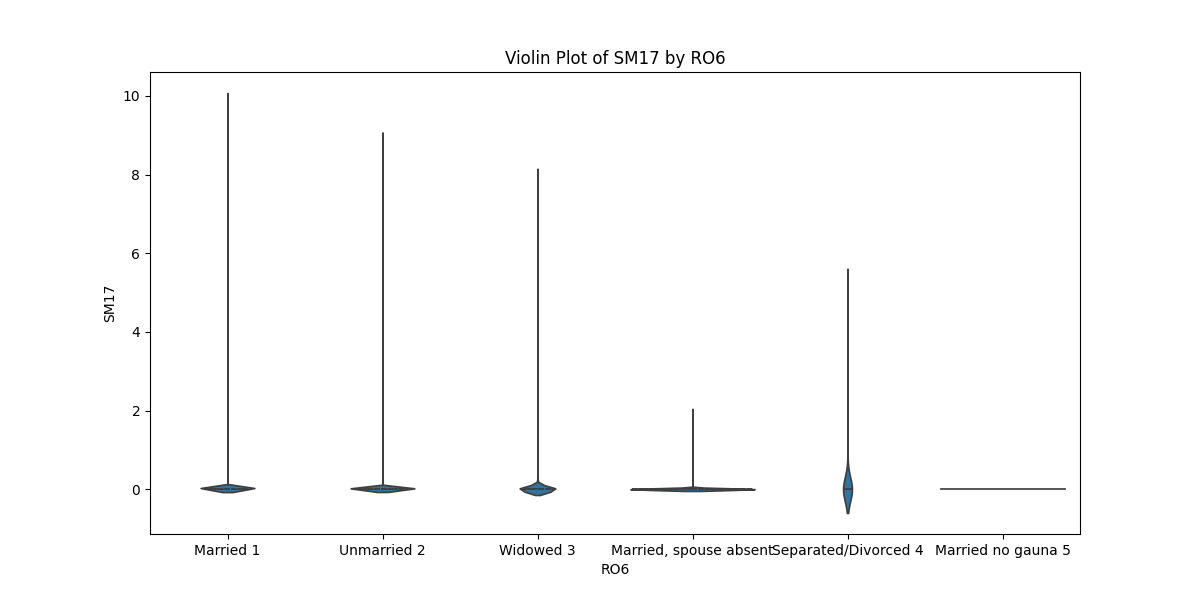 Violin Plot of SM17 by RO6
10
8
6
4
2
0
SM17
Married 1
Unmarried 2
Widowed 3
Married, spouse absent
Separated/Divorced 4
Married no gauna 5
RO6